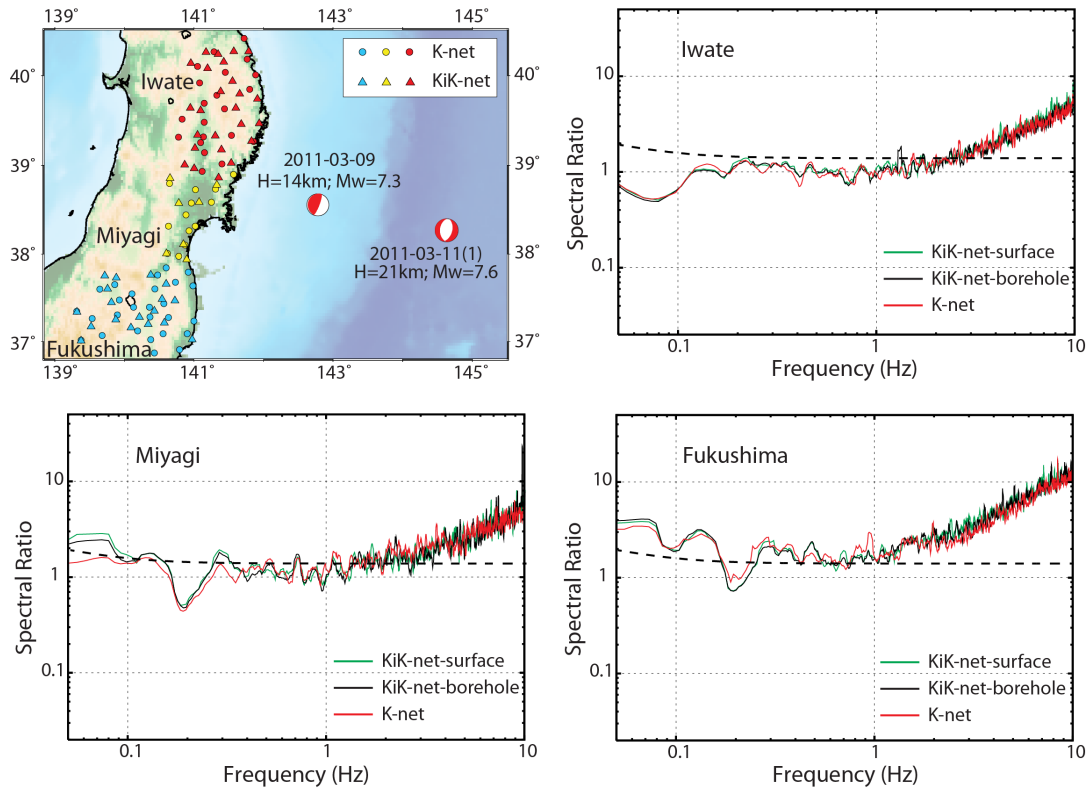 139° 141° 143° 145°
K-net
KiK-net
Iwate
40° 40°
39° 39°
2011-03-09
H=14km; Mw=7.3
Miyagi
38° 38°
2011-03-11(1)
H=21km; Mw=7.6
37° 37°
Fukushima
139° 141° 143° 145°
Iwate
10
1
0.1
Spectral Ratio
KiK-net-surface
KiK-net-borehole
K-net
0.1 1 10
Frequency (Hz)
Miyagi
10
1
0.1
Spectral Ratio
KiK-net-surface
KiK-net-borehole
K-net
0.1 1 10
Frequency (Hz)
Fukushima
10
1
0.1
Spectral Ratio
KiK-net-surface
KiK-net-borehole
K-net
0.1 1 10
Frequency (Hz)